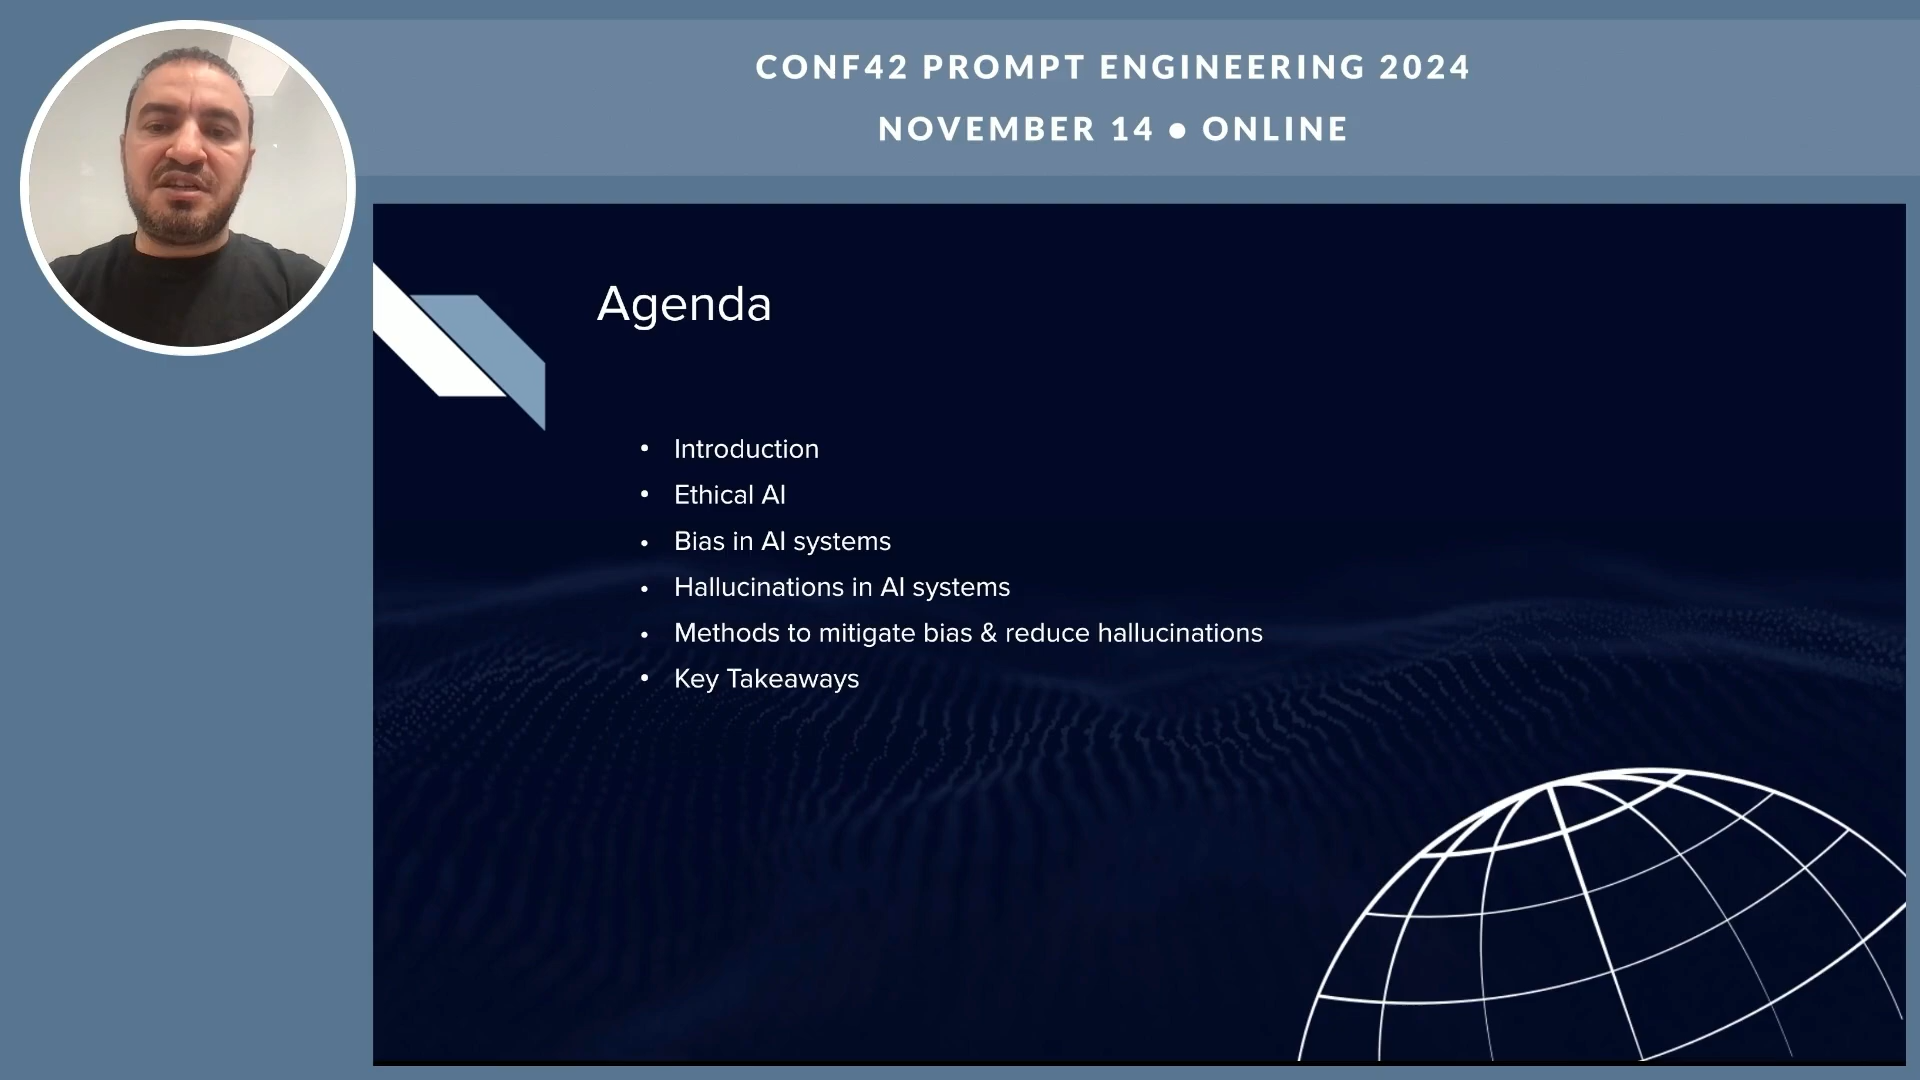 CONF42 PROMPT ENGINEERING 2024
NOVEMBER 14 ● ONLINE
Agenda
• Introduction
• Ethical AI
• Bias in AI systems
• Hallucinations in AI systems
• Methods to mitigate bias & reduce hallucinations
• Key Takeaways